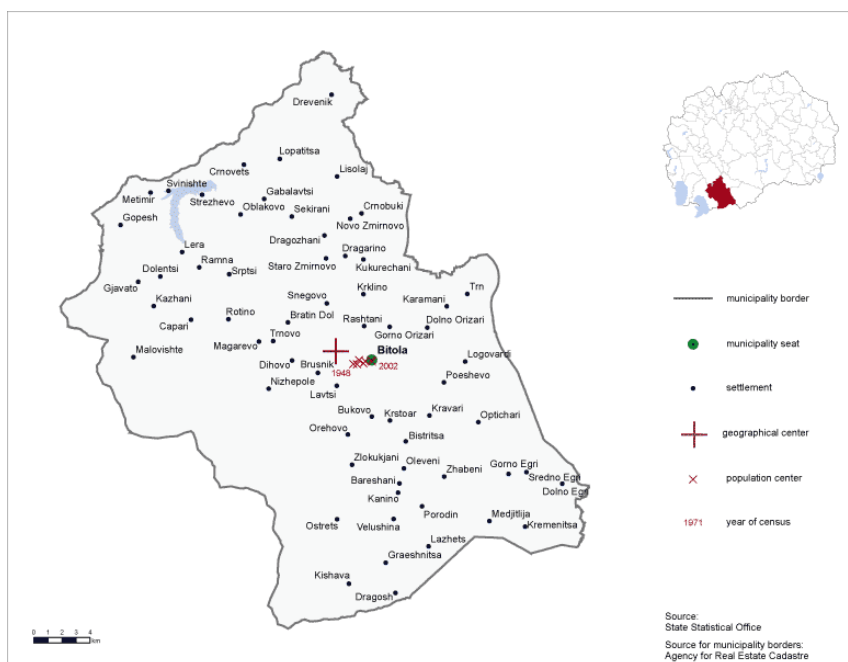 Drevenik
Lopatitsa
Crnovets
Lisolaj
Svinishte
Metimir
Strezhevo
Gabalavtsi
Oblakovo
Sekirani
Crnobuki
Gopesh
Novo Zmirnovo
Dragozhani
Lera
Dragarino
Ramna
Staro Zmirnovo
Kukurechani
Dolentsi
Srptsi
Gjavato
Krklino
Trn
Kazhani
Snegovo
Karamani
Rotino
Bratin Dol
Capari
Rashtani
Dolno Orizari
Trnovo
Gorno Orizari
Magarevo
Bitola
Malovishte
Dihovo
Brusnik
1948
2002
Logovardi
Nizhepole
Poeshevo
Lavtsi
Bukovo
Krstoar
Kravari
Optichari
Orehovo
Bistritsa
Zlokukjani
Oleveni
Gorno Egri
Zhabeni
Sredno Egri
Bareshani
Dolno Egri
Kanino
Porodin
Medjitlija
Ostrets
Velushina
Kremenitsa
Lazhets
Graeshnitsa
Kishava
Dragosh
0 1 2 3 4
km
municipality border
municipality seat
settlement
geographical center
population center
1971
year of census
Source:
State Statistical Office
Source for municipality borders:
Agency for Real Estate Cadastre